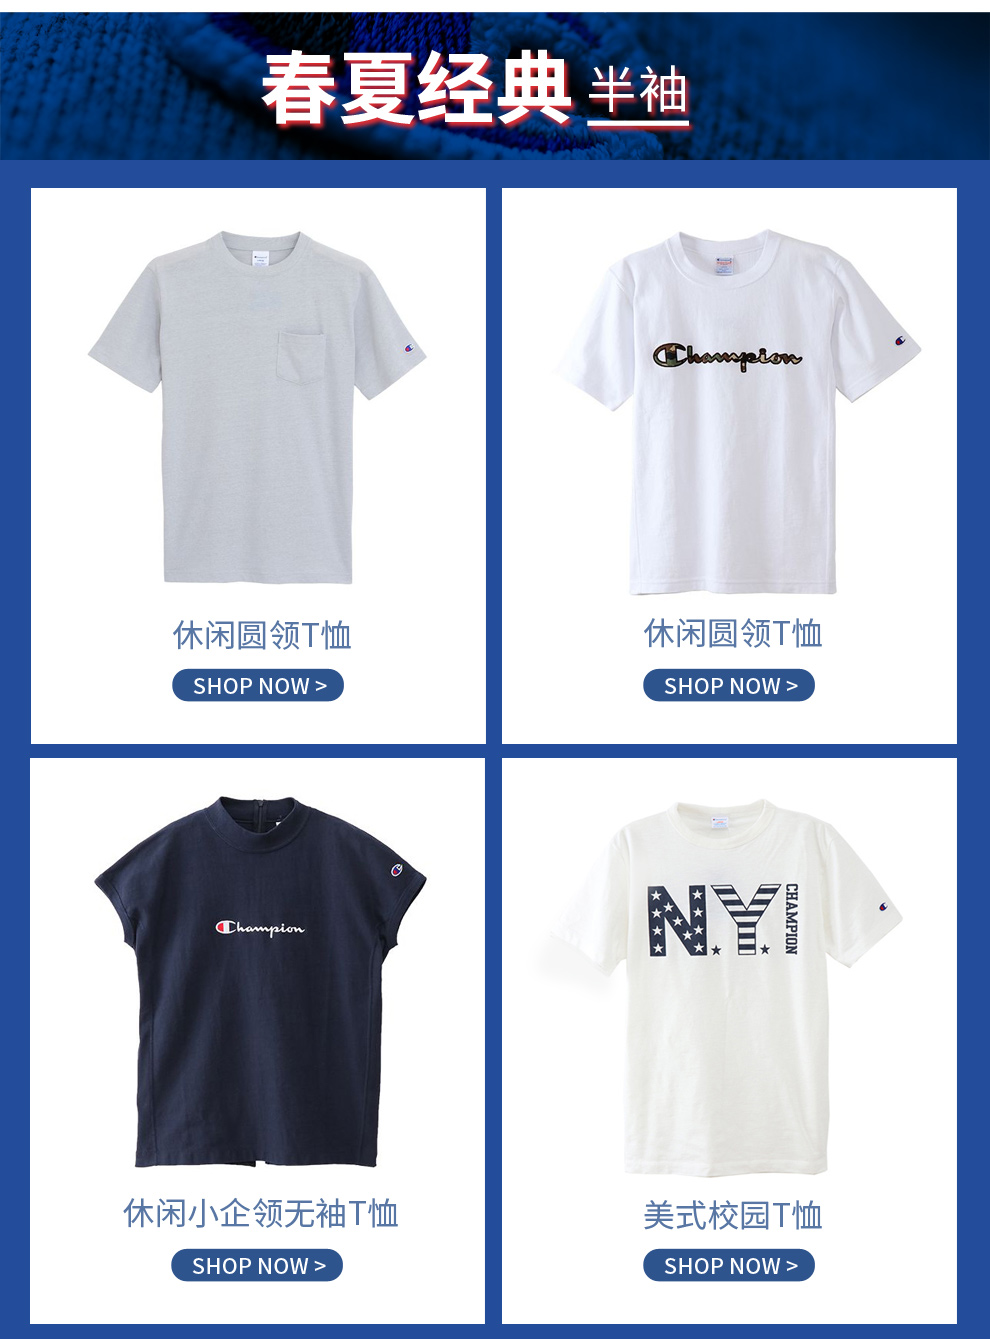 春夏经典 半袖
Champion
休闲圆领T恤
休闲圆领T恤
SHOP NOW >
SHOP NOW >
Champion
N.Y.
CHAMPION
休闲小企领无袖T恤
美式校园T恤
SHOP NOW >
SHOP NOW >